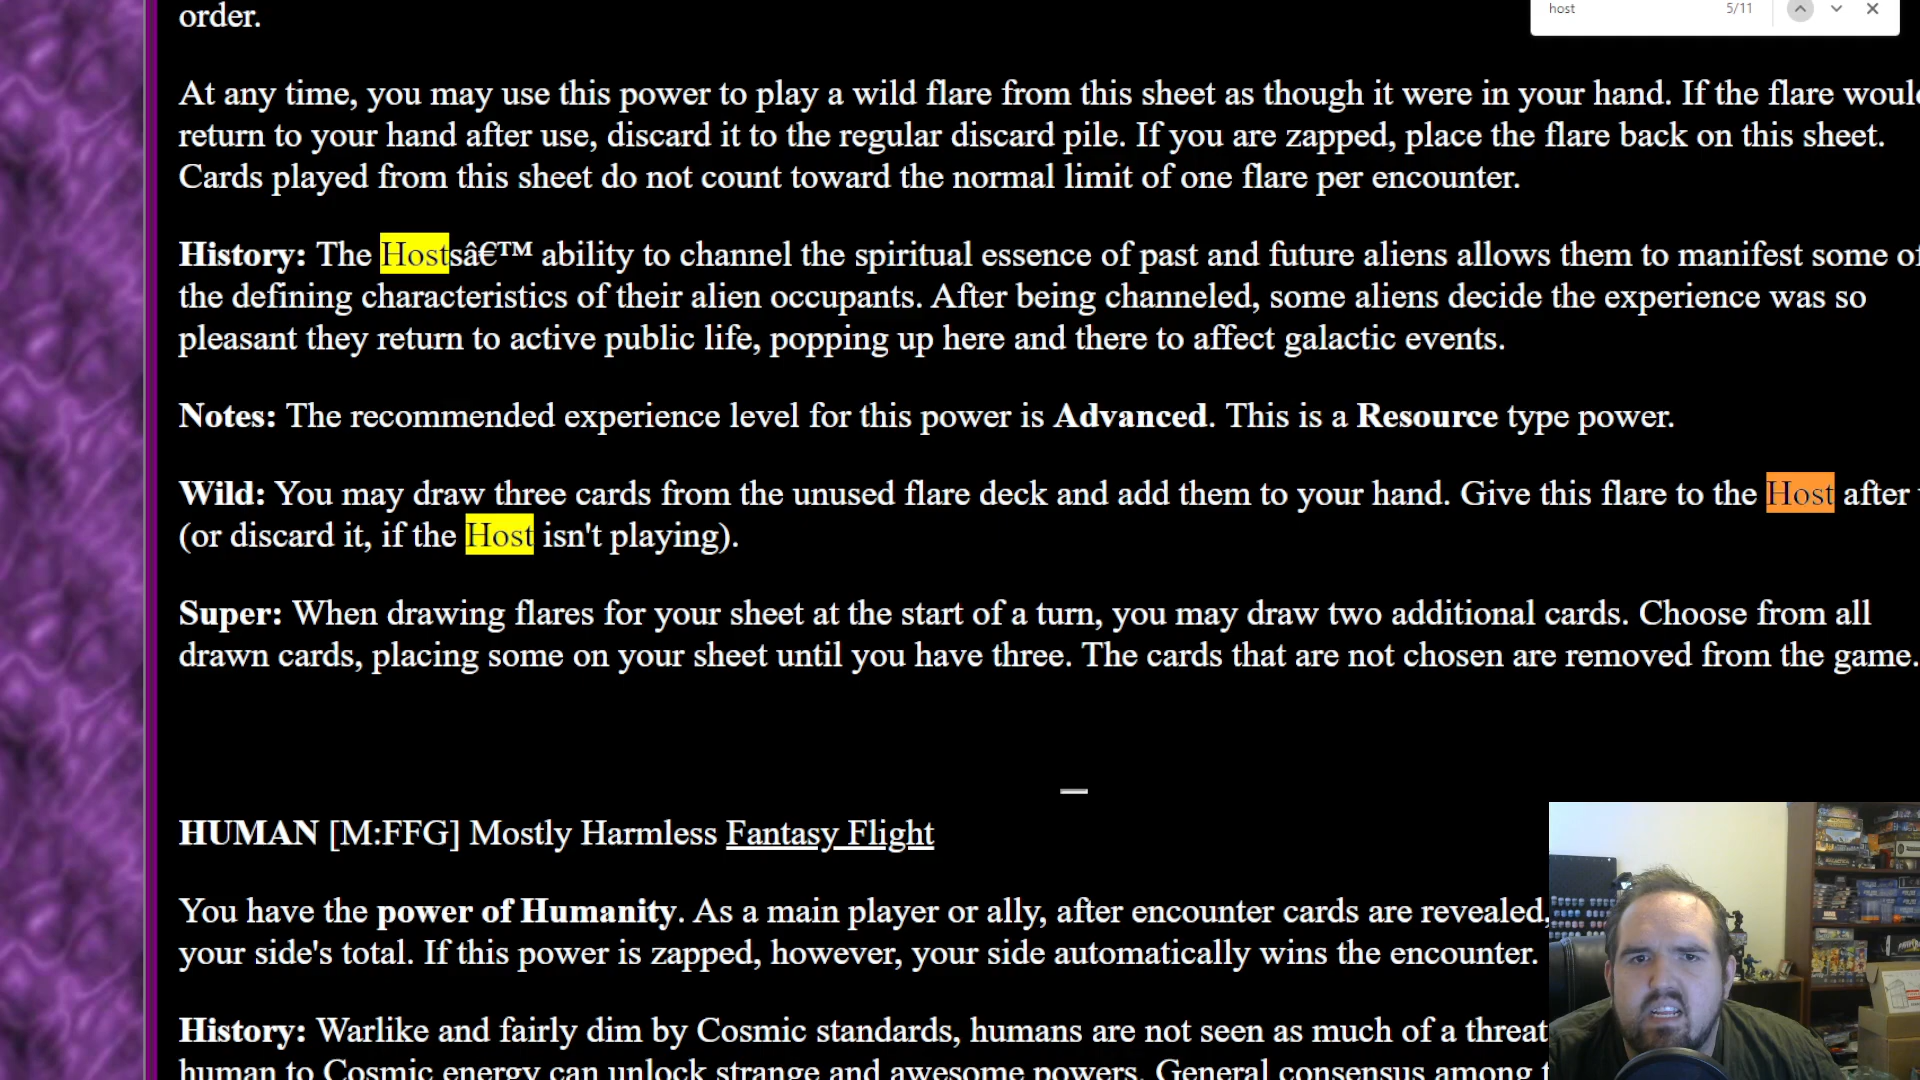 order.
host 5/11
At any time, you may use this power to play a wild flare from this sheet as though it were in your hand. If the flare would
return to your hand after use, discard it to the regular discard pile. If you are zapped, place the flare back on this sheet.
Cards played from this sheet do not count toward the normal limit of one flare per encounter.
History: The Hostsâ€™ ability to channel the spiritual essence of past and future aliens allows them to manifest some of
the defining characteristics of their alien occupants. After being channeled, some aliens decide the experience was so
pleasant they return to active public life, popping up here and there to affect galactic events.
Notes: The recommended experience level for this power is Advanced. This is a Resource type power.
Wild: You may draw three cards from the unused flare deck and add them to your hand. Give this flare to the Host after
(or discard it, if the Host isn't playing).
Super: When drawing flares for your sheet at the start of a turn, you may draw two additional cards. Choose from all
drawn cards, placing some on your sheet until you have three. The cards that are not chosen are removed from the game.
HUMAN [M:FFG] Mostly Harmless Fantasy Flight
You have the power of Humanity. As a main player or ally, after encounter cards are revealed,
your side's total. If this power is zapped, however, your side automatically wins the encounter.
History: Warlike and fairly dim by Cosmic standards, humans are not seen as much of a threat
human to Cosmic energy can unlock strange and awesome powers. General consensus among